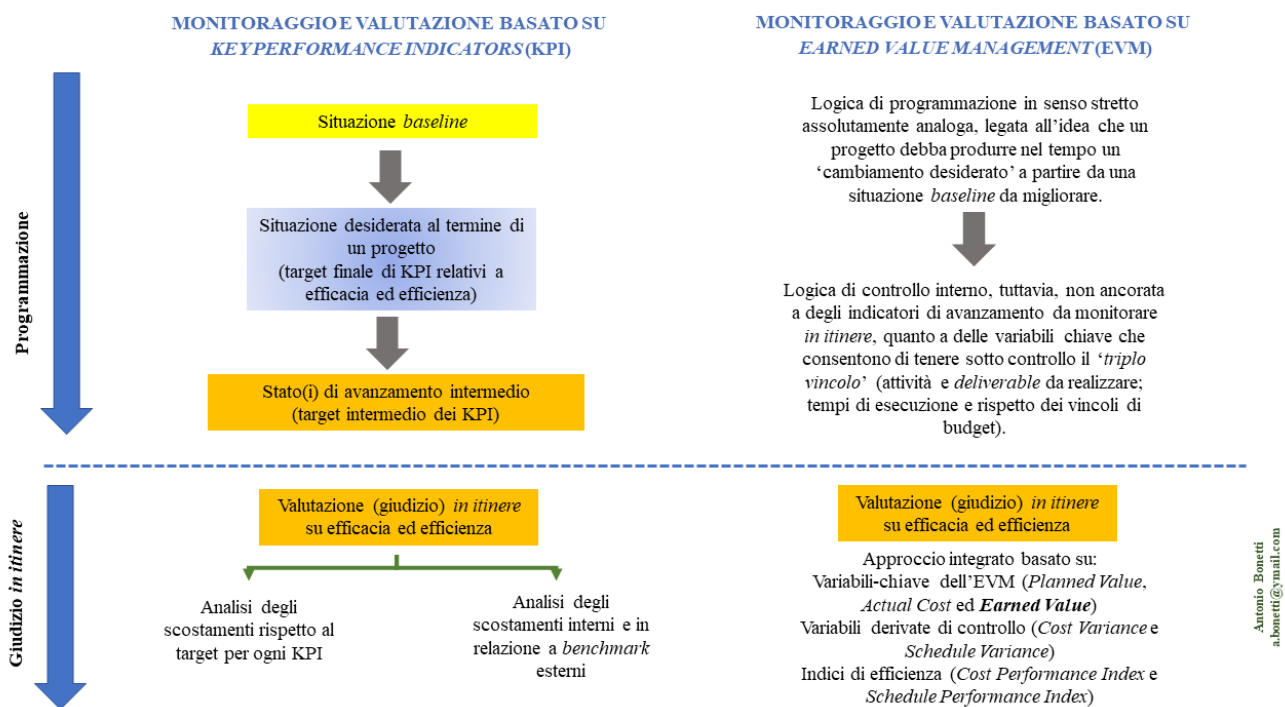 MONITORAGGIO E VALUTAZIONE BASATO SU
KEY PERFORMANCE INDICATORS (KPI)
Situazione baseline
Situazione desiderata al termine di
un progetto
(target finale di KPI relativi a
efficacia ed efficienza)
Stato(i) di avanzamento intermedio
(target intermedio dei KPI)
MONITORAGGIO E VALUTAZIONE BASATO SU
EARNED VALUE MANAGEMENT (EVM)
Logica di programmazione in senso stretto
assolutamente analoga, legata all’idea che un
progetto debba produrre nel tempo un
‘cambiamento desiderato’ a partire da una
situazione baseline da migliorare.
Logica di controllo interno, tuttavia, non ancorata
a degli indicatori di avanzamento da monitorare
in itinere, quanto a delle variabili chiave che
consentono di tenere sotto controllo il ‘triplo
vincolo’ (attività e deliverable da realizzare;
tempi di esecuzione e rispetto dei vincoli di
budget).
Programmazione
Valutazione (giudizio) in itinere
su efficacia ed efficienza
Analisi degli
scostamenti rispetto al
target per ogni KPI
Analisi degli
scostamenti interni e in
relazione a benchmark
esterni
Valutazione (giudizio) in itinere
su efficacia ed efficienza
Approccio integrato basato su:
Variabili-chiave dell’EVM (Planned Value,
Actual Cost ed Earned Value)
Variabili derivate di controllo (Cost Variance e
Schedule Variance)
Indici di efficienza (Cost Performance Index e
Schedule Performance Index)
Giudizio in itinere
Antonio Bonetti
a.bonetti@ymail.com